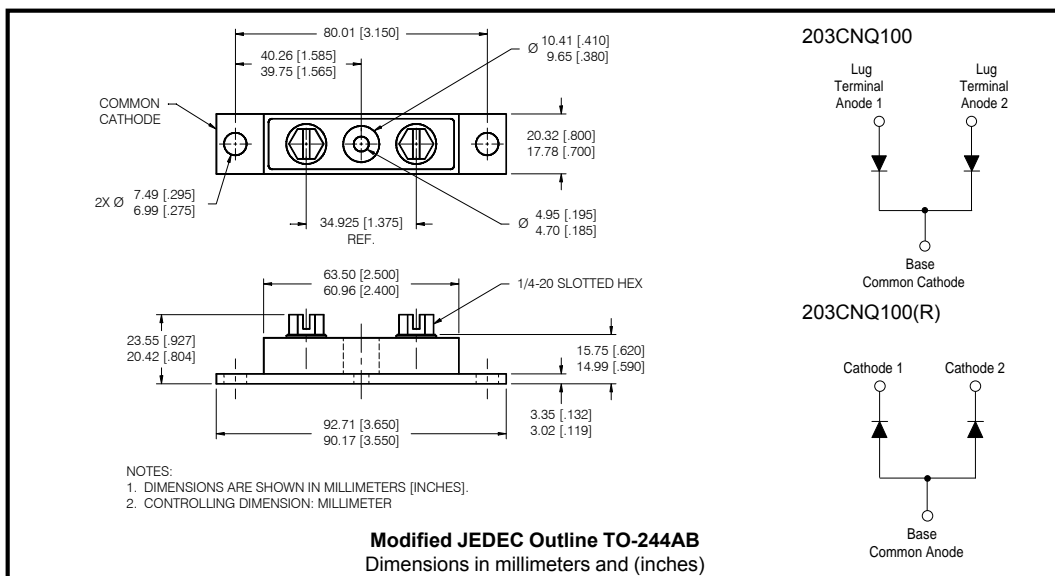 80.01 [3.150]
40.26 [1.585]
39.75 [1.565]
Ø 10.41 [.410]
9.65 [.380]
COMMON
CATHODE
20.32 [.800]
17.78 [.700]
2X Ø 7.49 [.295]
6.99 [.275]
34.925 [1.375]
REF.
Ø 4.95 [.195]
4.70 [.185]
63.50 [2.500]
60.96 [2.400]
1/4-20 SLOTTED HEX
23.55 [.927]
20.42 [.804]
15.75 [.620]
14.99 [.590]
3.35 [.132]
3.02 [.119]
92.71 [3.650]
90.17 [3.550]
NOTES:
1. DIMENSIONS ARE SHOWN IN MILLIMETERS [INCHES].
2. CONTROLLING DIMENSION: MILLIMETER
Modified JEDEC Outline TO-244AB
Dimensions in millimeters and (inches)
203CNQ100
Lug
Terminal
Anode 1
Lug
Terminal
Anode 2
Base
Common Cathode
203CNQ100(R)
Cathode 1
Cathode 2
Base
Common Anode